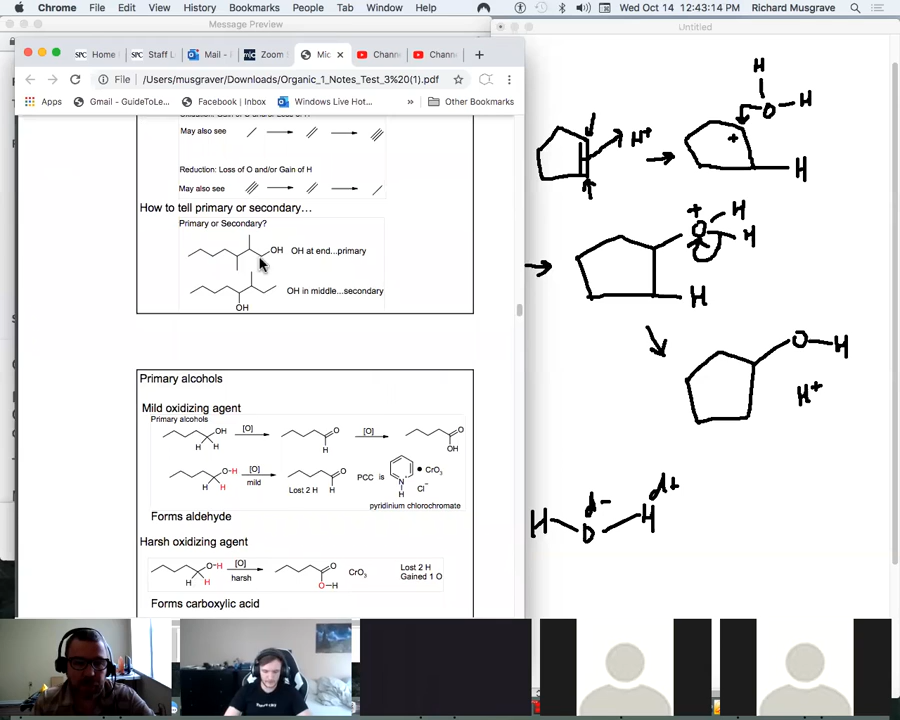 Chrome File Edit View History Bookmarks People Tab Window Help
Wed Oct 14 12:43:14 PM Richard Musgrave
Message Preview
Untitled
Home
Staff L
Mail -
Zoom
Mic
Chann
Chann
File /Users/musgraver/Downloads/Organic_1_Notes_Test_3%20(1).pdf
Apps Gmail - GuideToLe... Facebook | Inbox Windows Live Hot... » Other Bookmarks
May also see
Reduction: Loss of O and/or Gain of H
May also see
How to tell primary or secondary...
Primary or Secondary?
OH
OH at end...primary
OH in middle...secondary
OH
Primary alcohols
Mild oxidizing agent
Primary alcohols
OH [O] O [O] O
H H H OH
O-H [O] O PCC is CrO3
H H mild Lost 2 H H N H Cl−
pyridinium chlorochromate
Forms aldehyde
Harsh oxidizing agent
O-H [O] O CrO3 Lost 2 H
H H harsh O-H Gained 1 O
Forms carboxylic acid
H
O-H
H+
+
H
+
O H
H
H
O-H
H+
d- d+
H O H